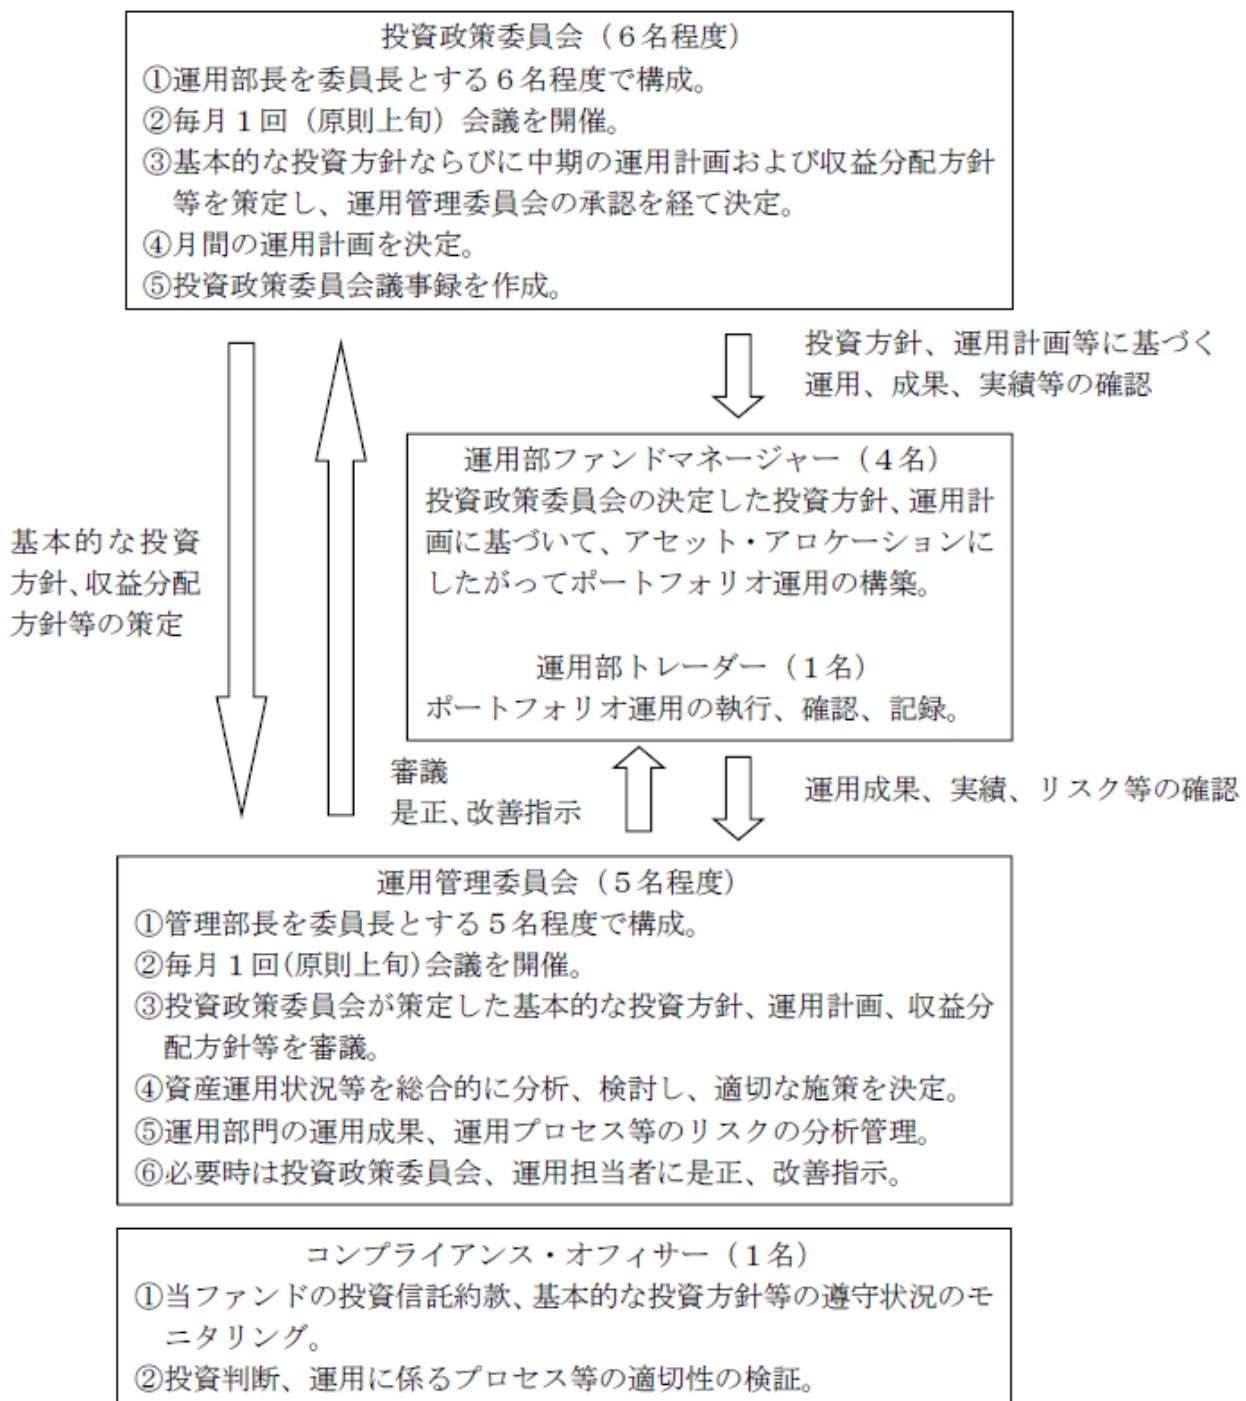 投資政策委員会（６名程度）
①運用部長を委員長とする６名程度で構成。
②毎月１回（原則上旬）会議を開催。
③基本的な投資方針ならびに中期の運用計画および収益分配方針
等を策定し、運用管理委員会の承認を経て決定。
④月間の運用計画を決定。
⑤投資政策委員会議事録を作成。
投資方針、運用計画等に基づく
運用、成果、実績等の確認
運用部ファンドマネージャー（４名）
投資政策委員会の決定した投資方針、運用計
画に基づいて、アセット・アロケーションに
したがってポートフォリオ運用の構築。
運用部トレーダー（１名）
ポートフォリオ運用の執行、確認、記録。
基本的な投資
方針、収益分配
方針等の策定
審議
是正、改善指示
運用成果、実績、リスク等の確認
運用管理委員会（５名程度）
①管理部長を委員長とする５名程度で構成。
②毎月１回(原則上旬)会議を開催。
③投資政策委員会が策定した基本的な投資方針、運用計画、収益分
配方針等を審議。
④資産運用状況等を総合的に分析、検討し、適切な施策を決定。
⑤運用部門の運用成果、運用プロセス等のリスクの分析管理。
⑥必要時は投資政策委員会、運用担当者に是正、改善指示。
コンプライアンス・オフィサー（１名）
①当ファンドの投資信託約款、基本的な投資方針等の遵守状況のモ
ニタリング。
②投資判断、運用に係るプロセス等の適切性の検証。